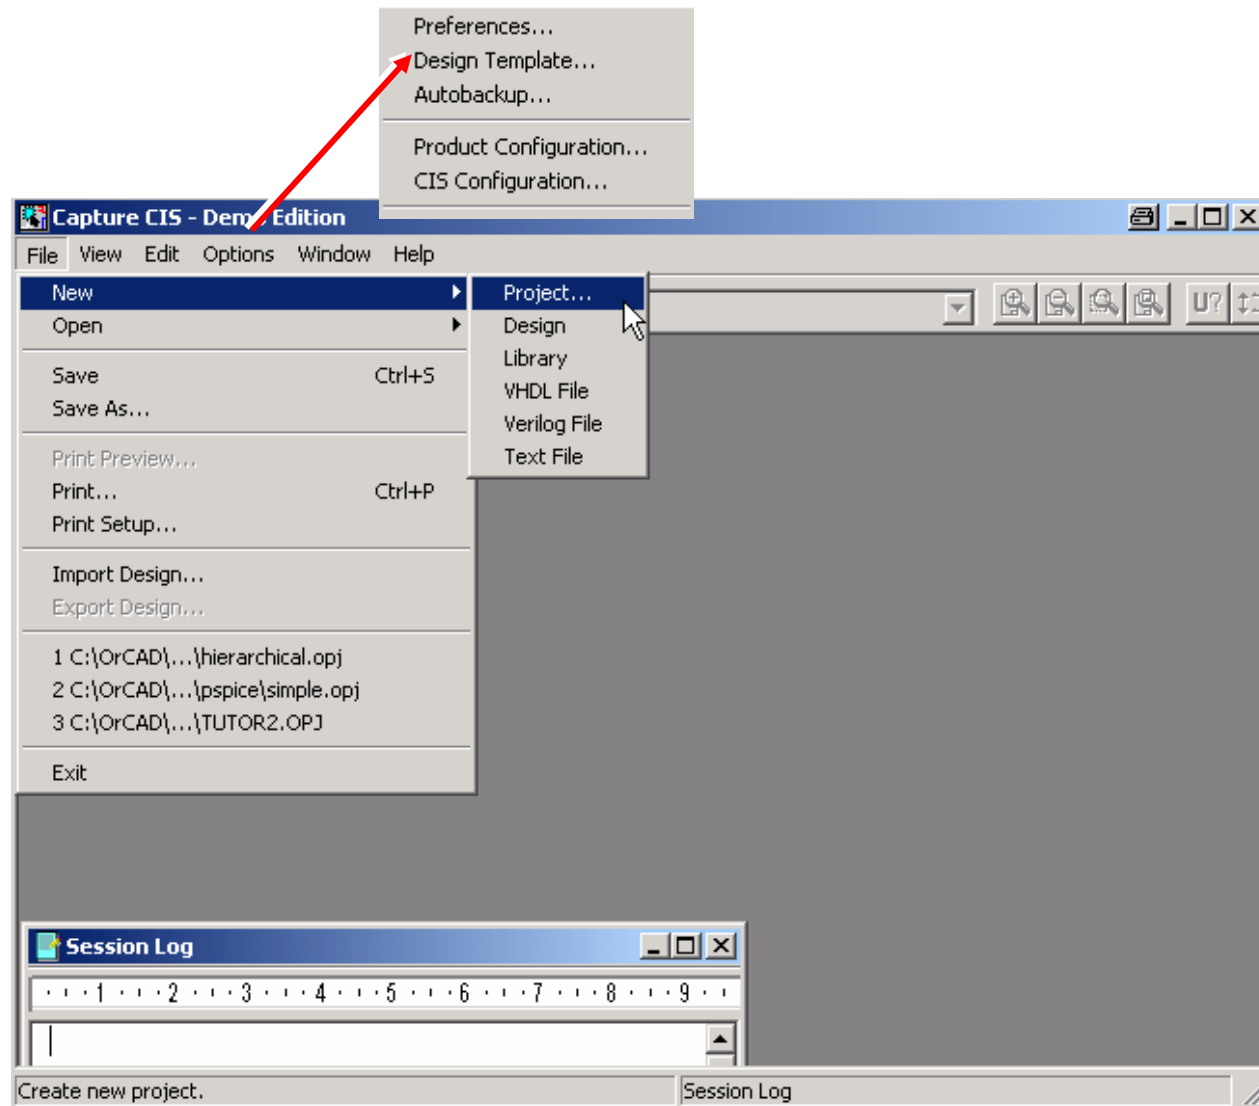 Preferences...
Design Template...
Autobackup...
Product Configuration...
CIS Configuration...
Capture CIS - Demo Edition
File View Edit Options Window Help
New
Project...
U?
Open
Design
Library
Save Ctrl+S
VHDL File
Save As...
Verilog File
Print Preview...
Text File
Print... Ctrl+P
Print Setup...
Import Design...
Export Design...
1 C:\OrCAD\...\hierarchical.opj
2 C:\OrCAD\...\pspice\simple.opj
3 C:\OrCAD\...\TUTOR2.OPJ
Exit
Session Log
1 2 3 4 5 6 7 8 9
Create new project. Session Log